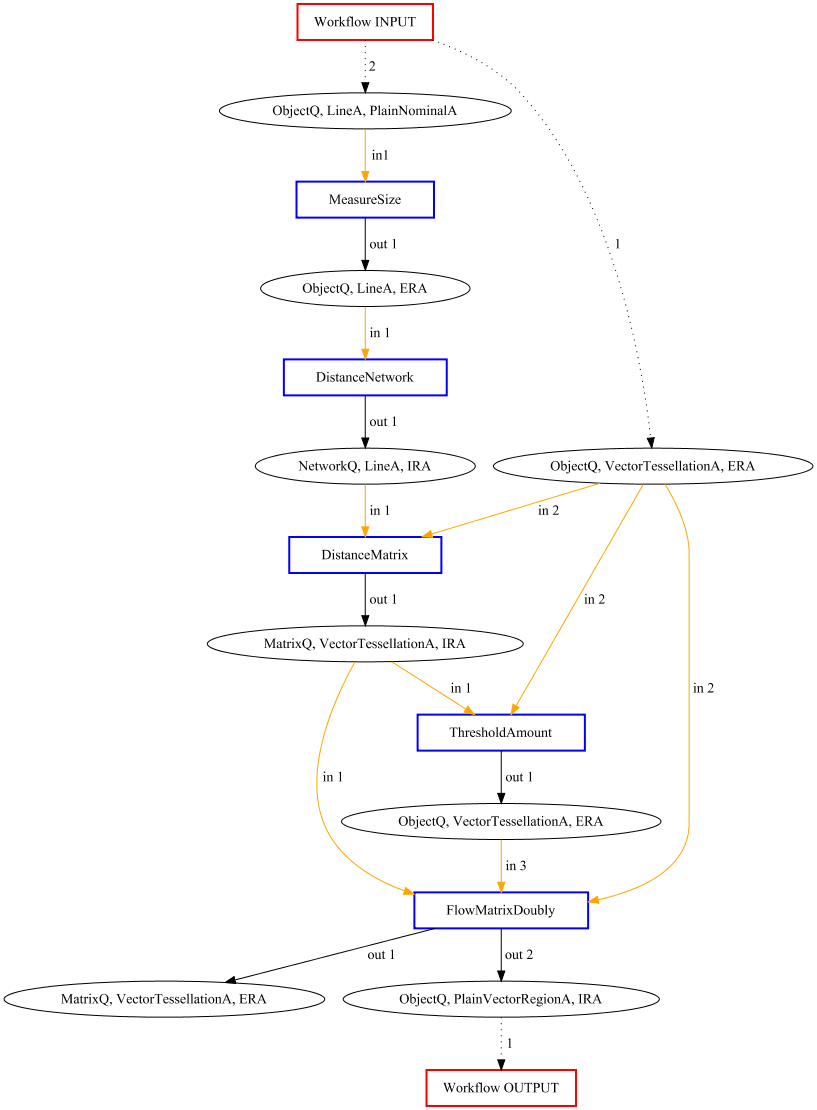 Workflow INPUT
2
ObjectQ, LineA, PlainNominalA
in1
MeasureSize
out 1
1
ObjectQ, LineA, ERA
in 1
DistanceNetwork
out 1
NetworkQ, LineA, IRA
ObjectQ, VectorTessellationA, ERA
in 1
in 2
DistanceMatrix
out 1
in 2
MatrixQ, VectorTessellationA, IRA
in 1
in 2
ThresholdAmount
in 1
out 1
ObjectQ, VectorTessellationA, ERA
in 3
FlowMatrixDoubly
out 1
out 2
MatrixQ, VectorTessellationA, ERA
ObjectQ, PlainVectorRegionA, IRA
1
Workflow OUTPUT